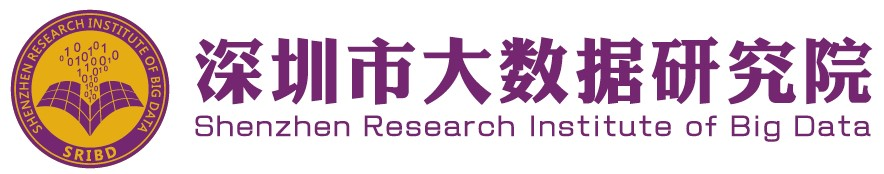 SHENZHEN RESEARCH INSTITUTE OF BIG DATA
SRIBD
深圳市大数据研究院
Shenzhen Research Institute of Big Data